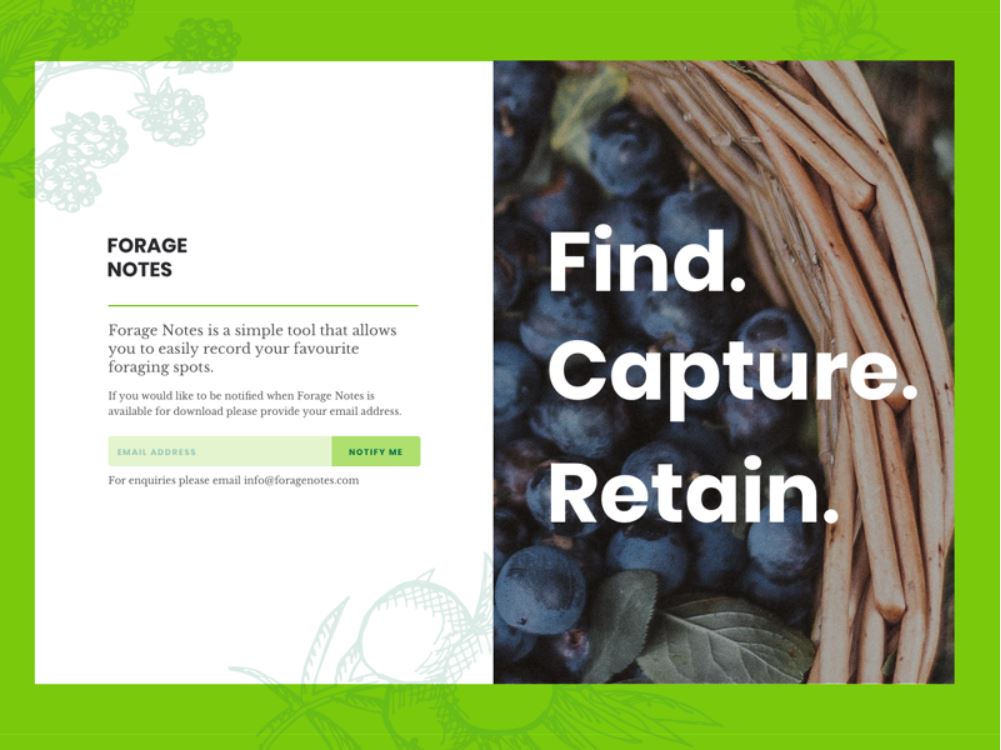 FORAGE
NOTES
Forage Notes is a simple tool that allows
you to easily record your favourite
foraging spots.
If you would like to be notified when Forage Notes is
available for download please provide your email address.
EMAIL ADDRESS
NOTIFY ME
For enquiries please email info@foragenotes.com
Find.
Capture.
Retain.